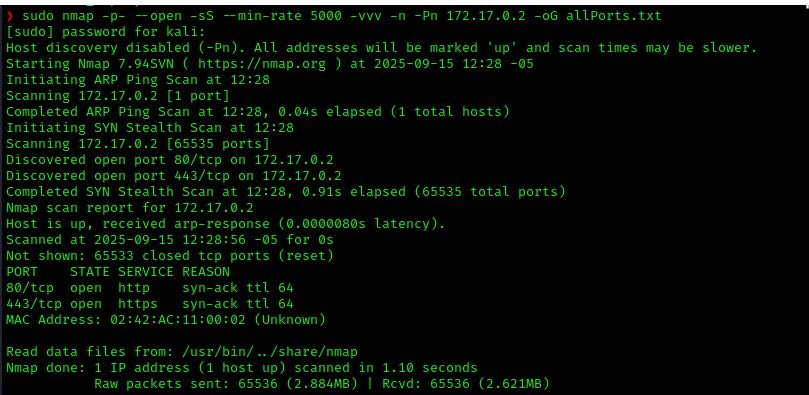 ❯ sudo nmap -p- --open -sS --min-rate 5000 -vvv -n -Pn 172.17.0.2 -oG allPorts.txt
[sudo] password for kali:
Host discovery disabled (-Pn). All addresses will be marked 'up' and scan times may be slower.
Starting Nmap 7.94SVN ( https://nmap.org ) at 2025-09-15 12:28 -05
Initiating ARP Ping Scan at 12:28
Scanning 172.17.0.2 [1 port]
Completed ARP Ping Scan at 12:28, 0.04s elapsed (1 total hosts)
Initiating SYN Stealth Scan at 12:28
Scanning 172.17.0.2 [65535 ports]
Discovered open port 80/tcp on 172.17.0.2
Discovered open port 443/tcp on 172.17.0.2
Completed SYN Stealth Scan at 12:28, 0.91s elapsed (65535 total ports)
Nmap scan report for 172.17.0.2
Host is up, received arp-response (0.0000080s latency).
Scanned at 2025-09-15 12:28:56 -05 for 0s
Not shown: 65533 closed tcp ports (reset)
PORT    STATE SERVICE REASON
80/tcp  open  http    syn-ack ttl 64
443/tcp open  https   syn-ack ttl 64
MAC Address: 02:42:AC:11:00:02 (Unknown)

Read data files from: /usr/bin/../share/nmap
Nmap done: 1 IP address (1 host up) scanned in 1.10 seconds
           Raw packets sent: 65536 (2.884MB) | Rcvd: 65536 (2.621MB)